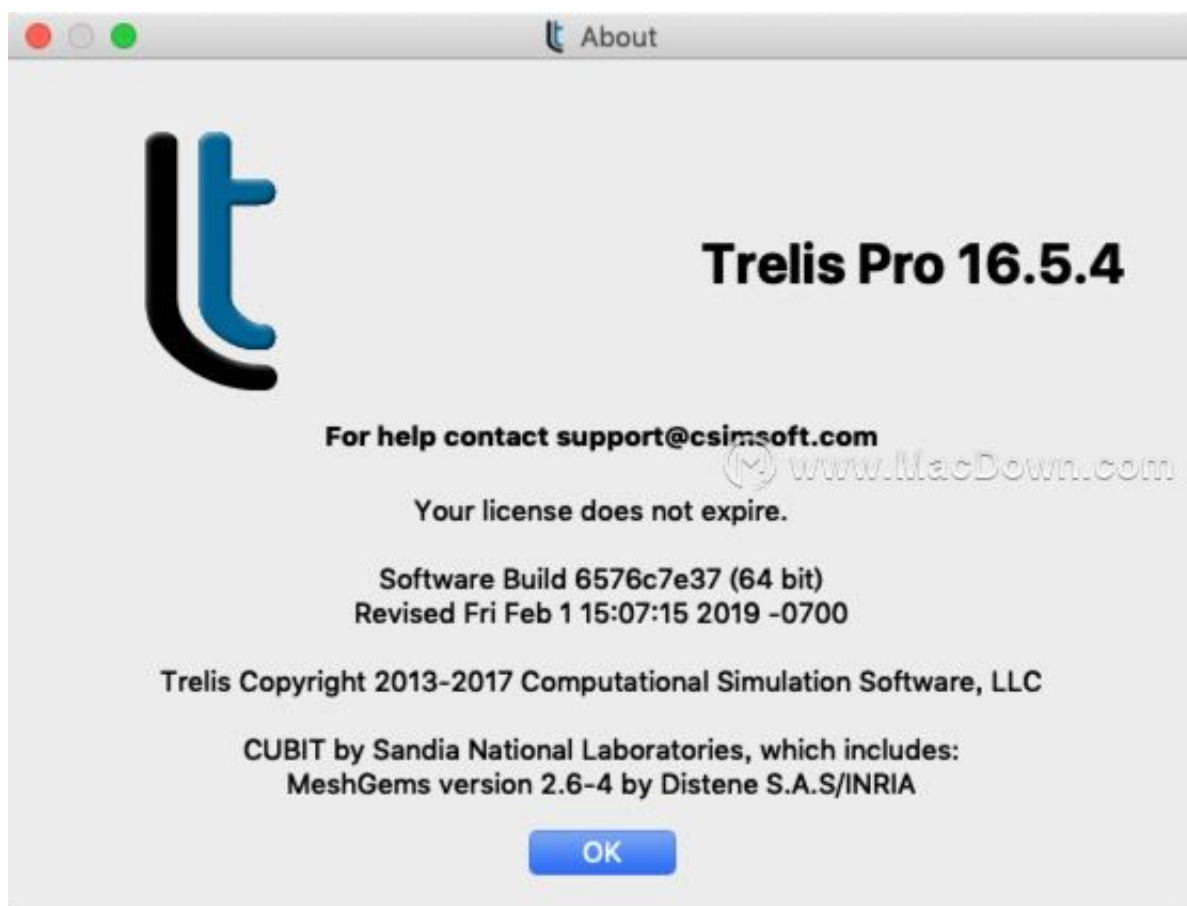 About
Trelis Pro 16.5.4
For help contact support@csimsoft.com
www.MacDown.com
Your license does not expire.
Software Build 6576c7e37 (64 bit)
Revised Fri Feb 1 15:07:15 2019 -0700
Trelis Copyright 2013-2017 Computational Simulation Software, LLC
CUBIT by Sandia National Laboratories, which includes:
MeshGems version 2.6-4 by Distene S.A.S/INRIA
OK